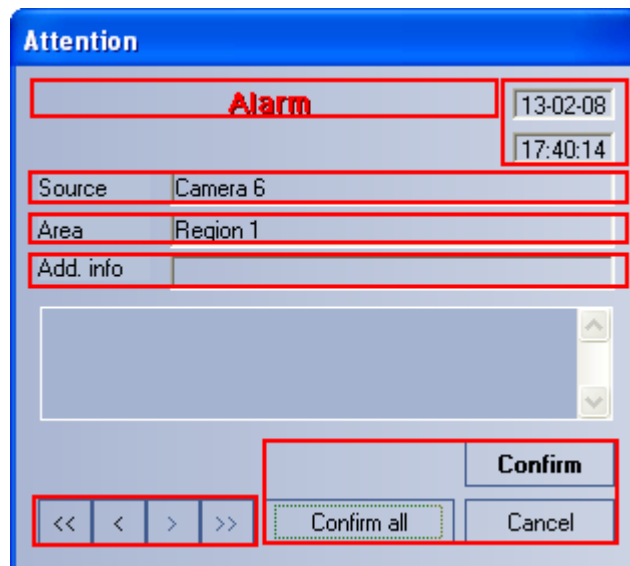 Attention
Alarm 13-02-08
17:40:14
Source Camera 6
Area Region 1
Add. info
Confirm
<< < > >> Confirm all Cancel